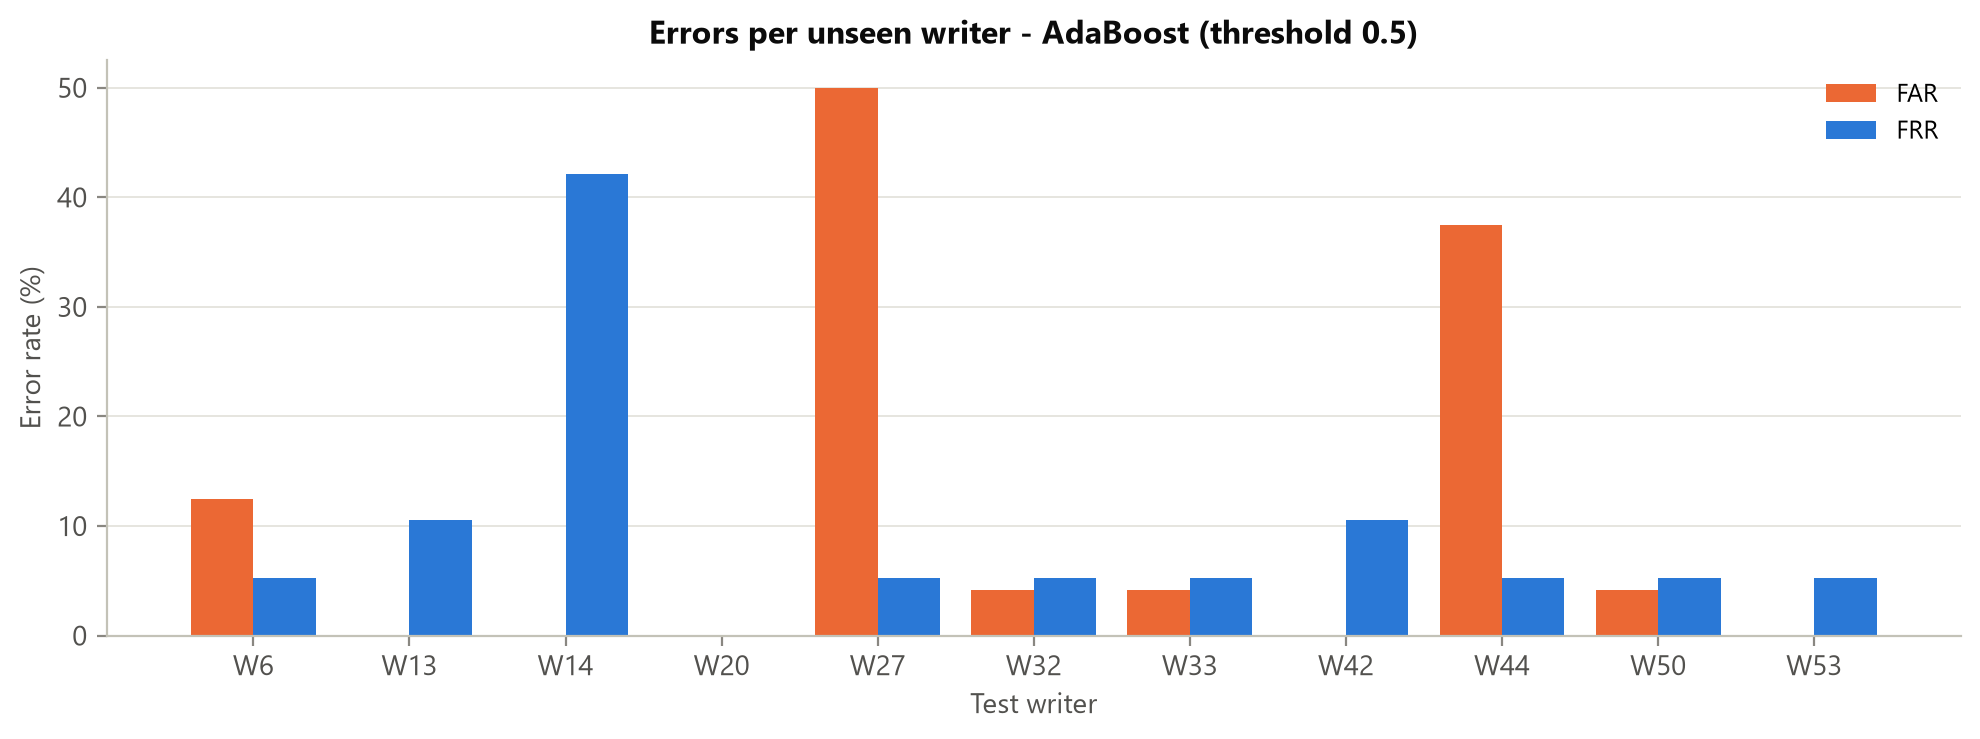 Errors per unseen writer - AdaBoost (threshold 0.5)
FAR
FRR
Error rate (%)
50
40
30
20
10
0
W6 W13 W14 W20 W27 W32 W33 W42 W44 W50 W53
Test writer